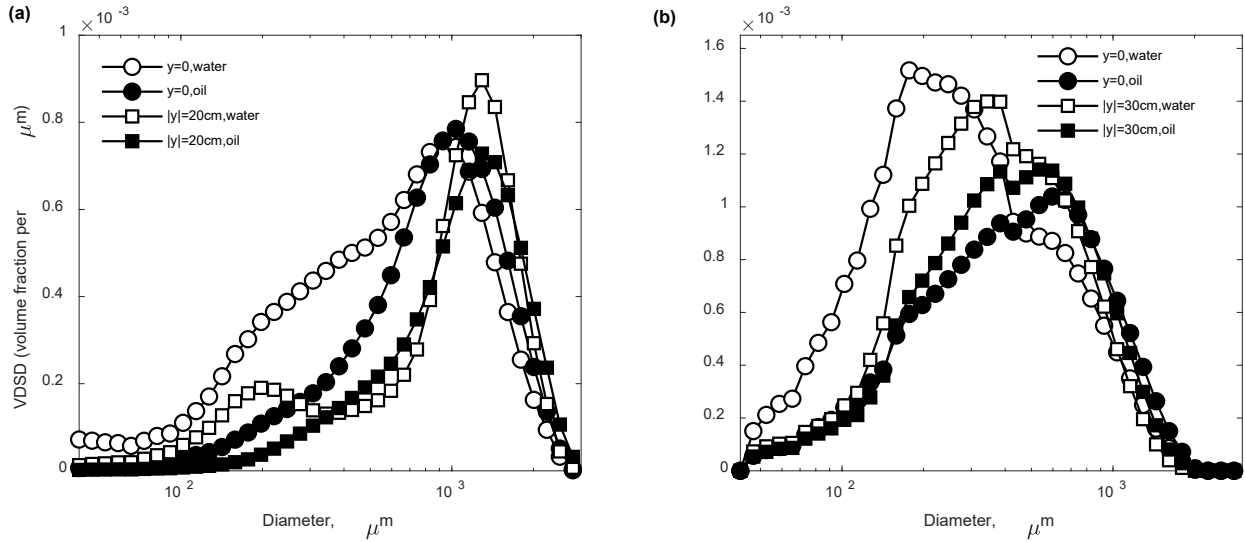 (a)
× 10 -3
1
0.8
0.6
0.4
0.2
0
VDSD (volume fraction per μm)
y=0,water
y=0,oil
|y|=20cm,water
|y|=20cm,oil
10 2
10 3
Diameter, μm
(b)
× 10 -3
1.6
1.4
1.2
1
0.8
0.6
0.4
0.2
0
y=0,water
y=0,oil
|y|=30cm,water
|y|=30cm,oil
10 2
10 3
Diameter, μm